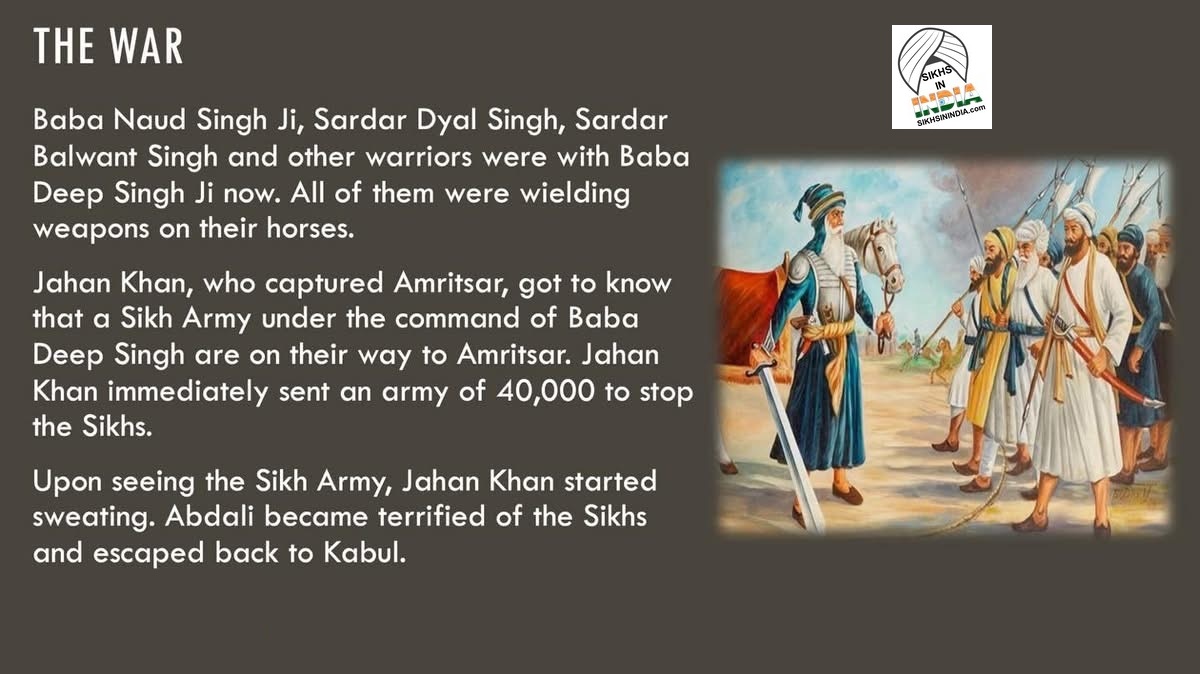 THE WAR
Baba Naud Singh Ji, Sardar Dyal Singh, Sardar
Balwant Singh and other warriors were with Baba
Deep Singh Ji now. All of them were wielding
weapons on their horses.
Jahan Khan, who captured Amritsar, got to know
that a Sikh Army under the command of Baba
Deep Singh are on their way to Amritsar. Jahan
Khan immediately sent an army of 40,000 to stop
the Sikhs.
Upon seeing the Sikh Army, Jahan Khan started
sweating. Abdali became terrified of the Sikhs
and escaped back to Kabul.
SIKHS
IN
INDIA
SIKHSININDIA.com